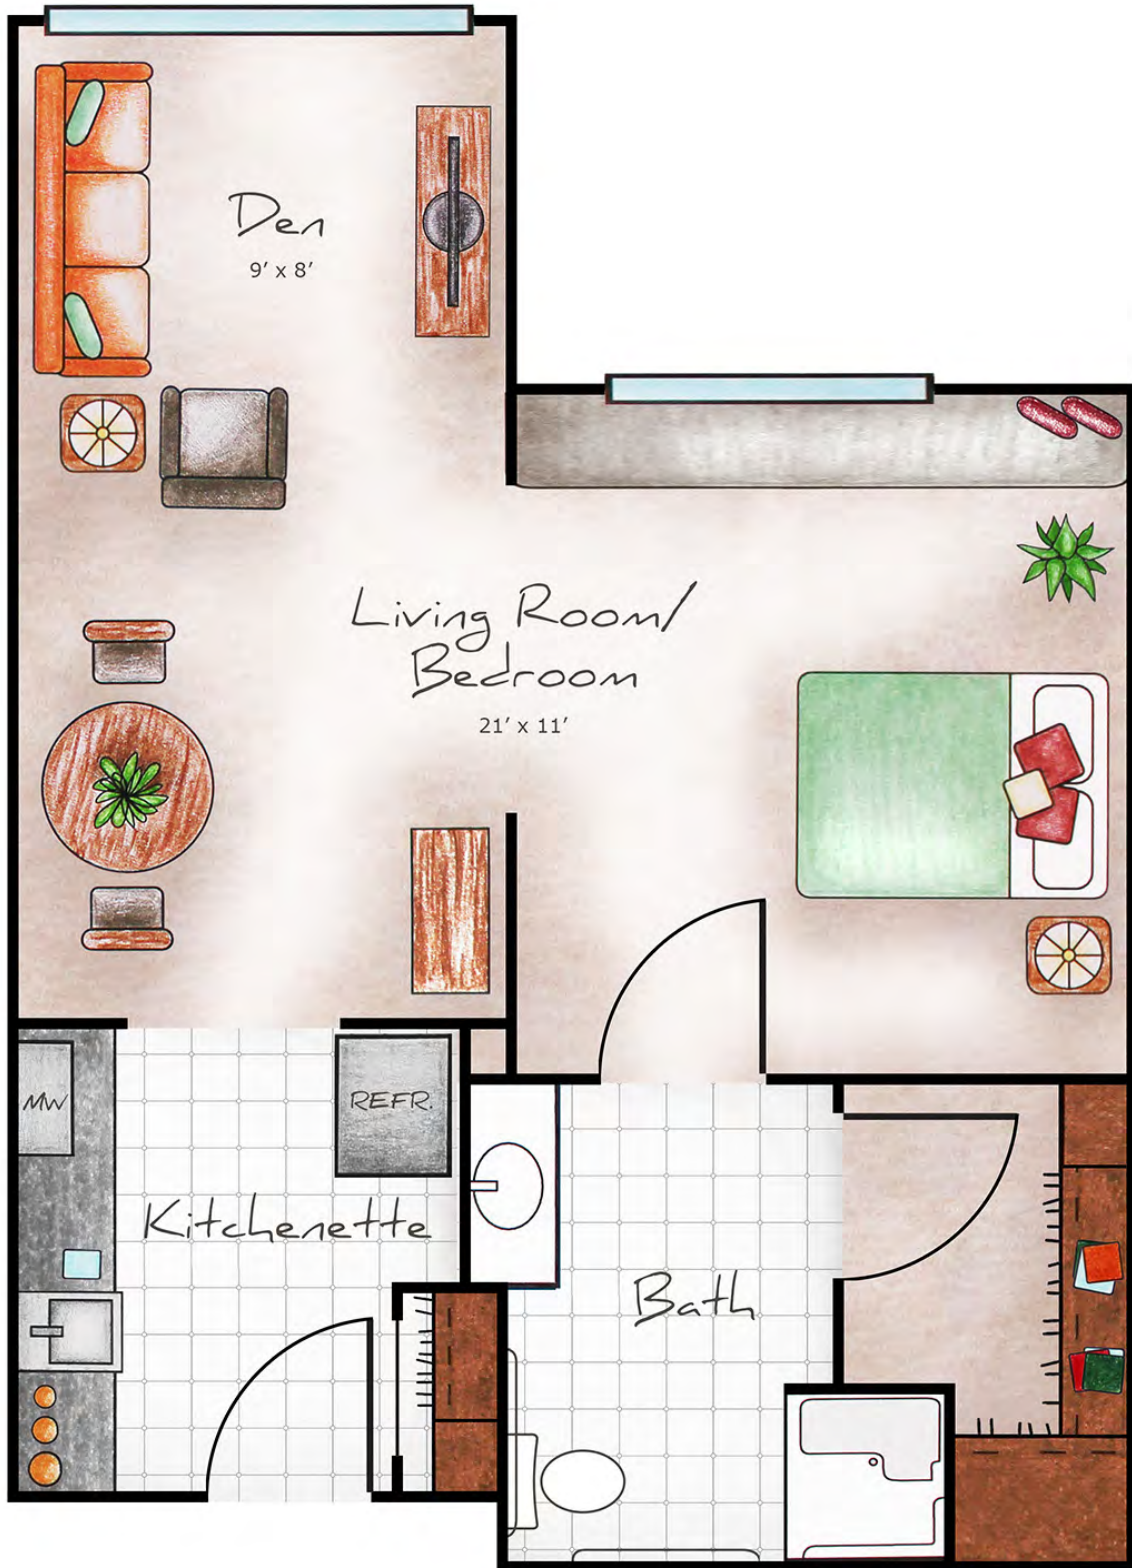 Den
9' x 8'
Living Room/
Bedroom
21' x 11'
MW
REFR.
Kitchenette
Bath